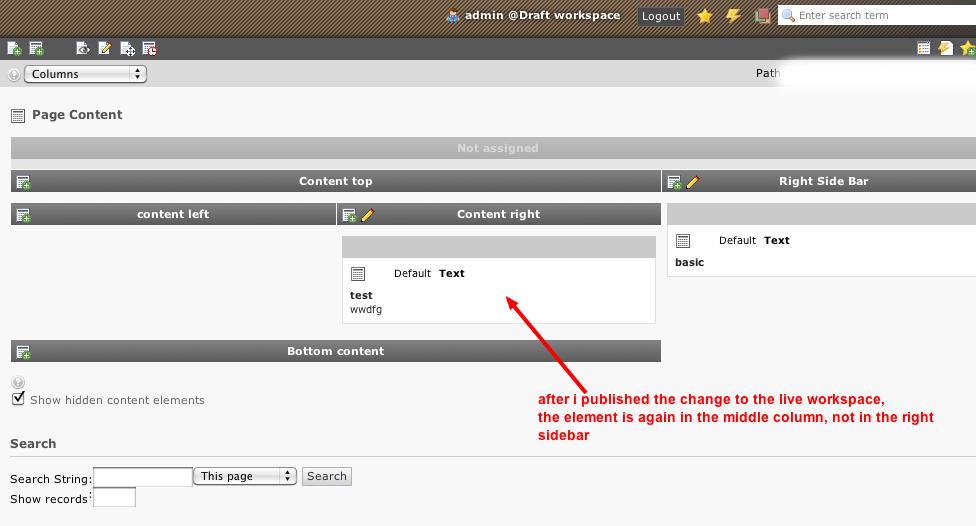 admin @Draft workspace Logout Enter search term
Columns Path
Page Content
Not assigned
Content top Right Side Bar
content left Content right
Default Text
basic
Default Text
test
wwdfg
Bottom content
Show hidden content elements
after i published the change to the live workspace,
the element is again in the middle column, not in the right
sidebar
Search
Search String: This page Search
Show records: